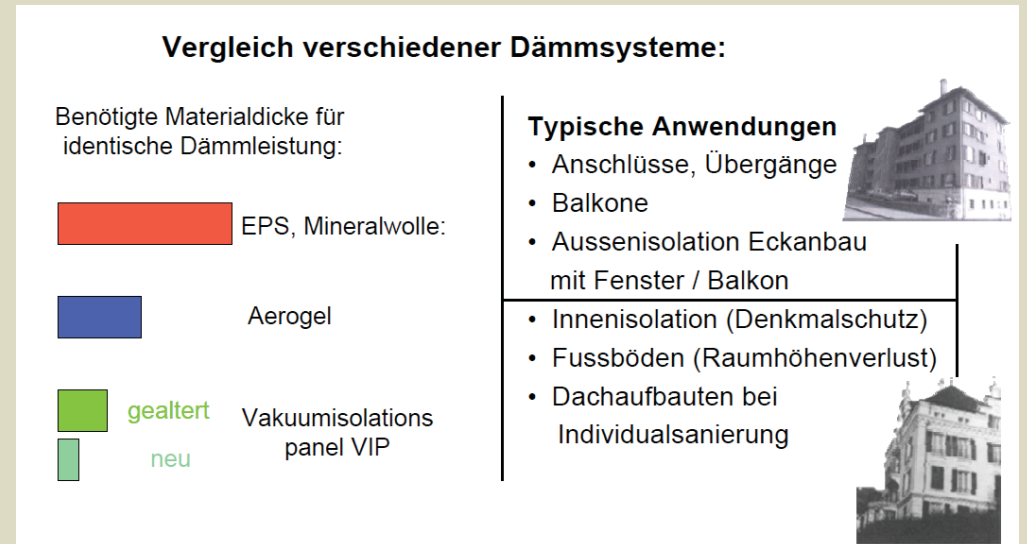 Vergleich verschiedener Dämmsysteme:
Benötigte Materialdicke für
identische Dämmleistung:
EPS, Mineralwolle:
Aerogel
gealtert
neu
Vakuumisolations
panel VIP
Typische Anwendungen
• Anschlüsse, Übergänge
• Balkone
• Aussenisolation Eckanbau
mit Fenster / Balkon
• Innenisolation (Denkmalschutz)
• Fussböden (Raumhöhenverlust)
• Dachaufbauten bei
Individualsanierung